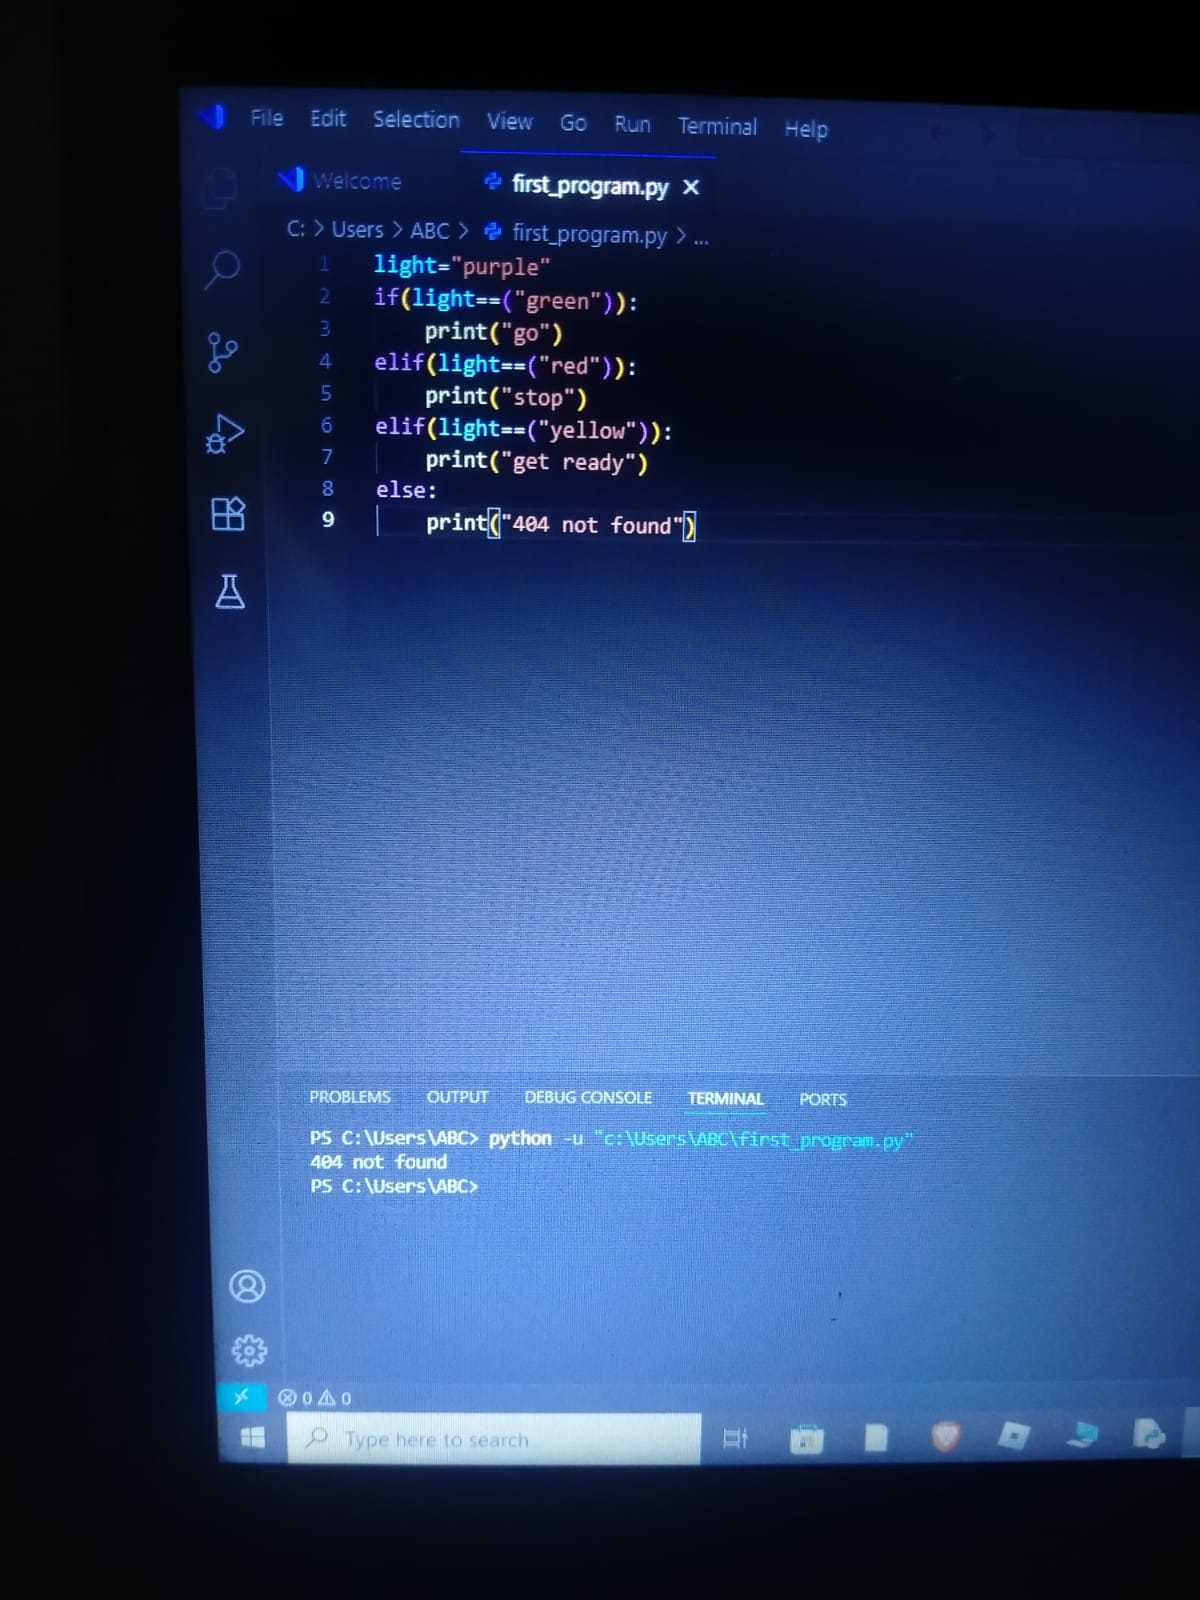 File Edit Selection View Go Run Terminal Help
Welcome first_program.py
C: > Users > ABC > first_program.py > ...
1 light="purple"
2 if(light==("green")):
3 print("go")
4 elif(light==("red")):
5 print("stop")
6 elif(light==("yellow")):
7 print("get ready")
8 else:
9 print("404 not found")
PROBLEMS OUTPUT DEBUG CONSOLE TERMINAL PORTS
PS C:\Users\ABC> python -u "c:\Users\ABC\first_program.py"
404 not found
PS C:\Users\ABC>
0 0
Type here to search